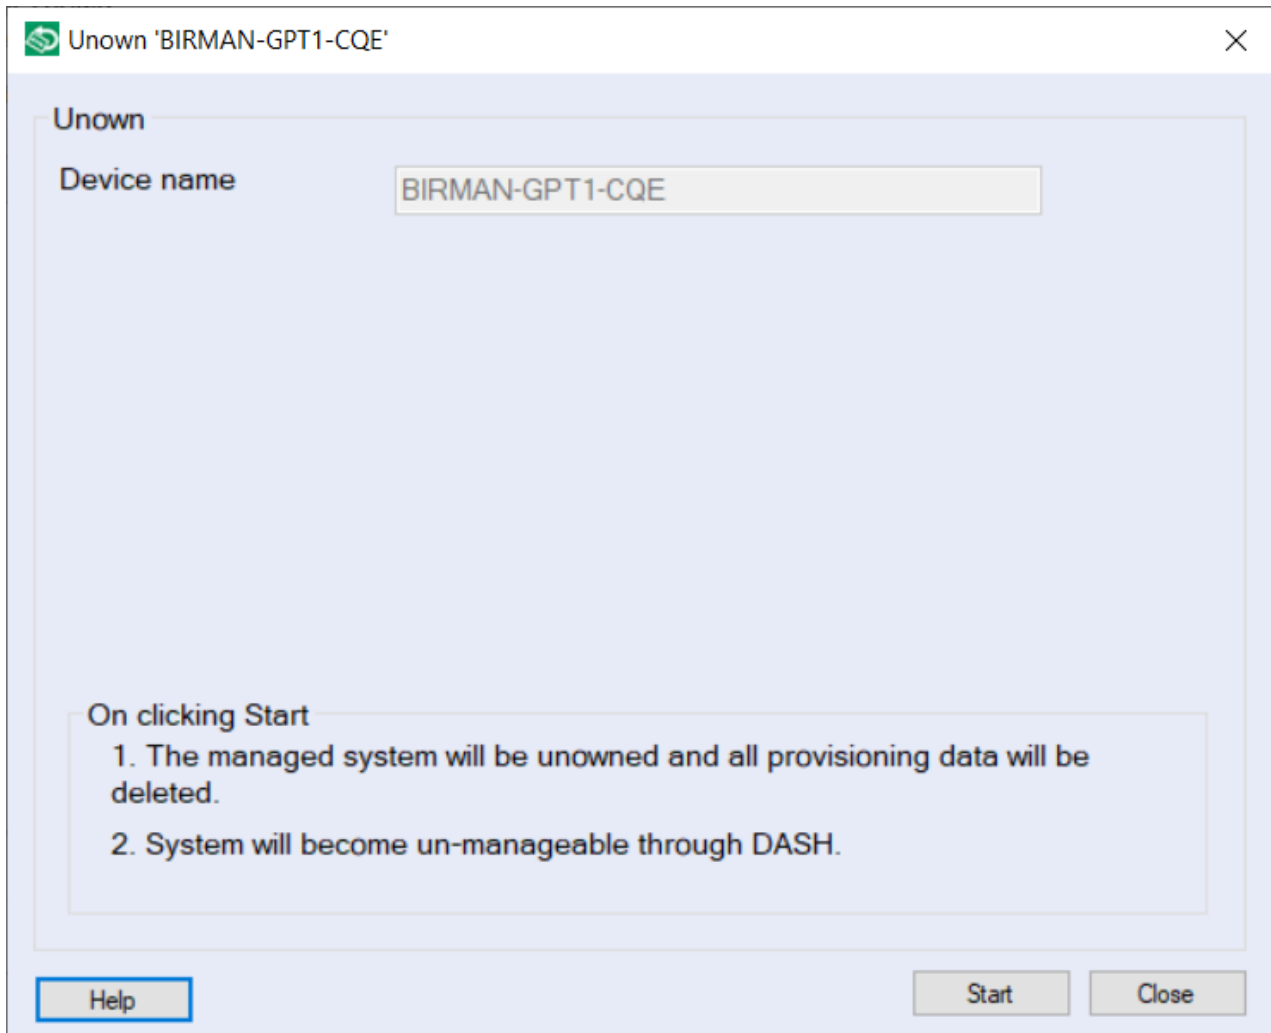 Unown 'BIRMAN-GPT1-CQE'
Unown
Device name
BIRMAN-GPT1-CQE
On clicking Start
1. The managed system will be unowned and all provisioning data will be
deleted.
2. System will become un-manageable through DASH.
Help
Start
Close